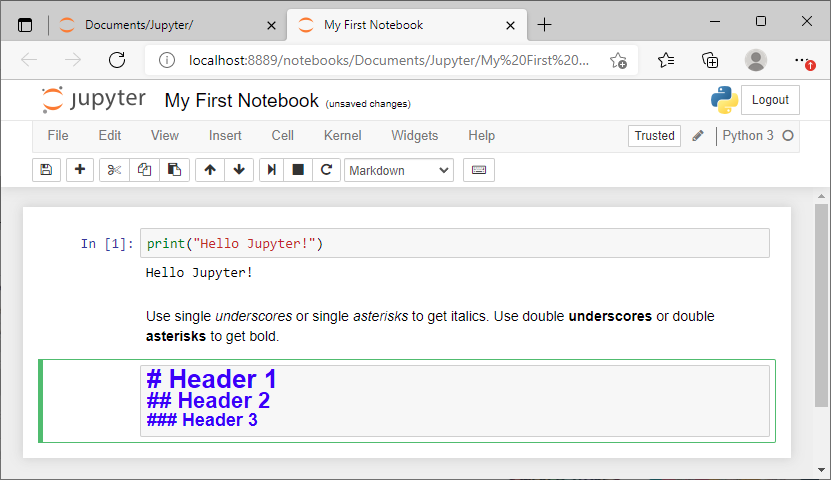 Documents/Jupyter/ My First Notebook
localhost:8889/notebooks/Documents/Jupyter/My%20First%20...
jupyter My First Notebook (unsaved changes) Logout
File Edit View Insert Cell Kernel Widgets Help Trusted Python 3
Markdown
In [1]: print("Hello Jupyter!")
Hello Jupyter!
Use single underscores or single asterisks to get italics. Use double underscores or double
asterisks to get bold.
# Header 1
## Header 2
### Header 3